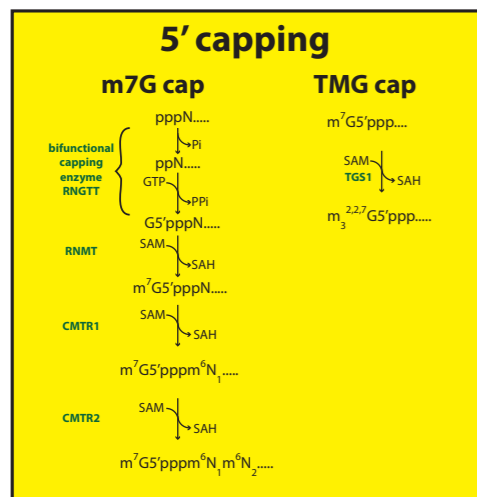 5' capping
m7G cap
pppN.....
bifunctional
capping
enzyme
RNGTT
Pi
ppN.....
GTP
PPi
G5'pppN.....
RNMT
SAM
SAH
m⁷G5'pppN.....
CMTR1
SAM
SAH
m⁷G5'pppm⁶N₁.....
CMTR2
SAM
SAH
m⁷G5'pppm⁶N₁m⁶N₂.....
TMG cap
m⁷G5'ppp....
SAM
TGS1
SAH
m₃²,²,⁷G5'ppp.....